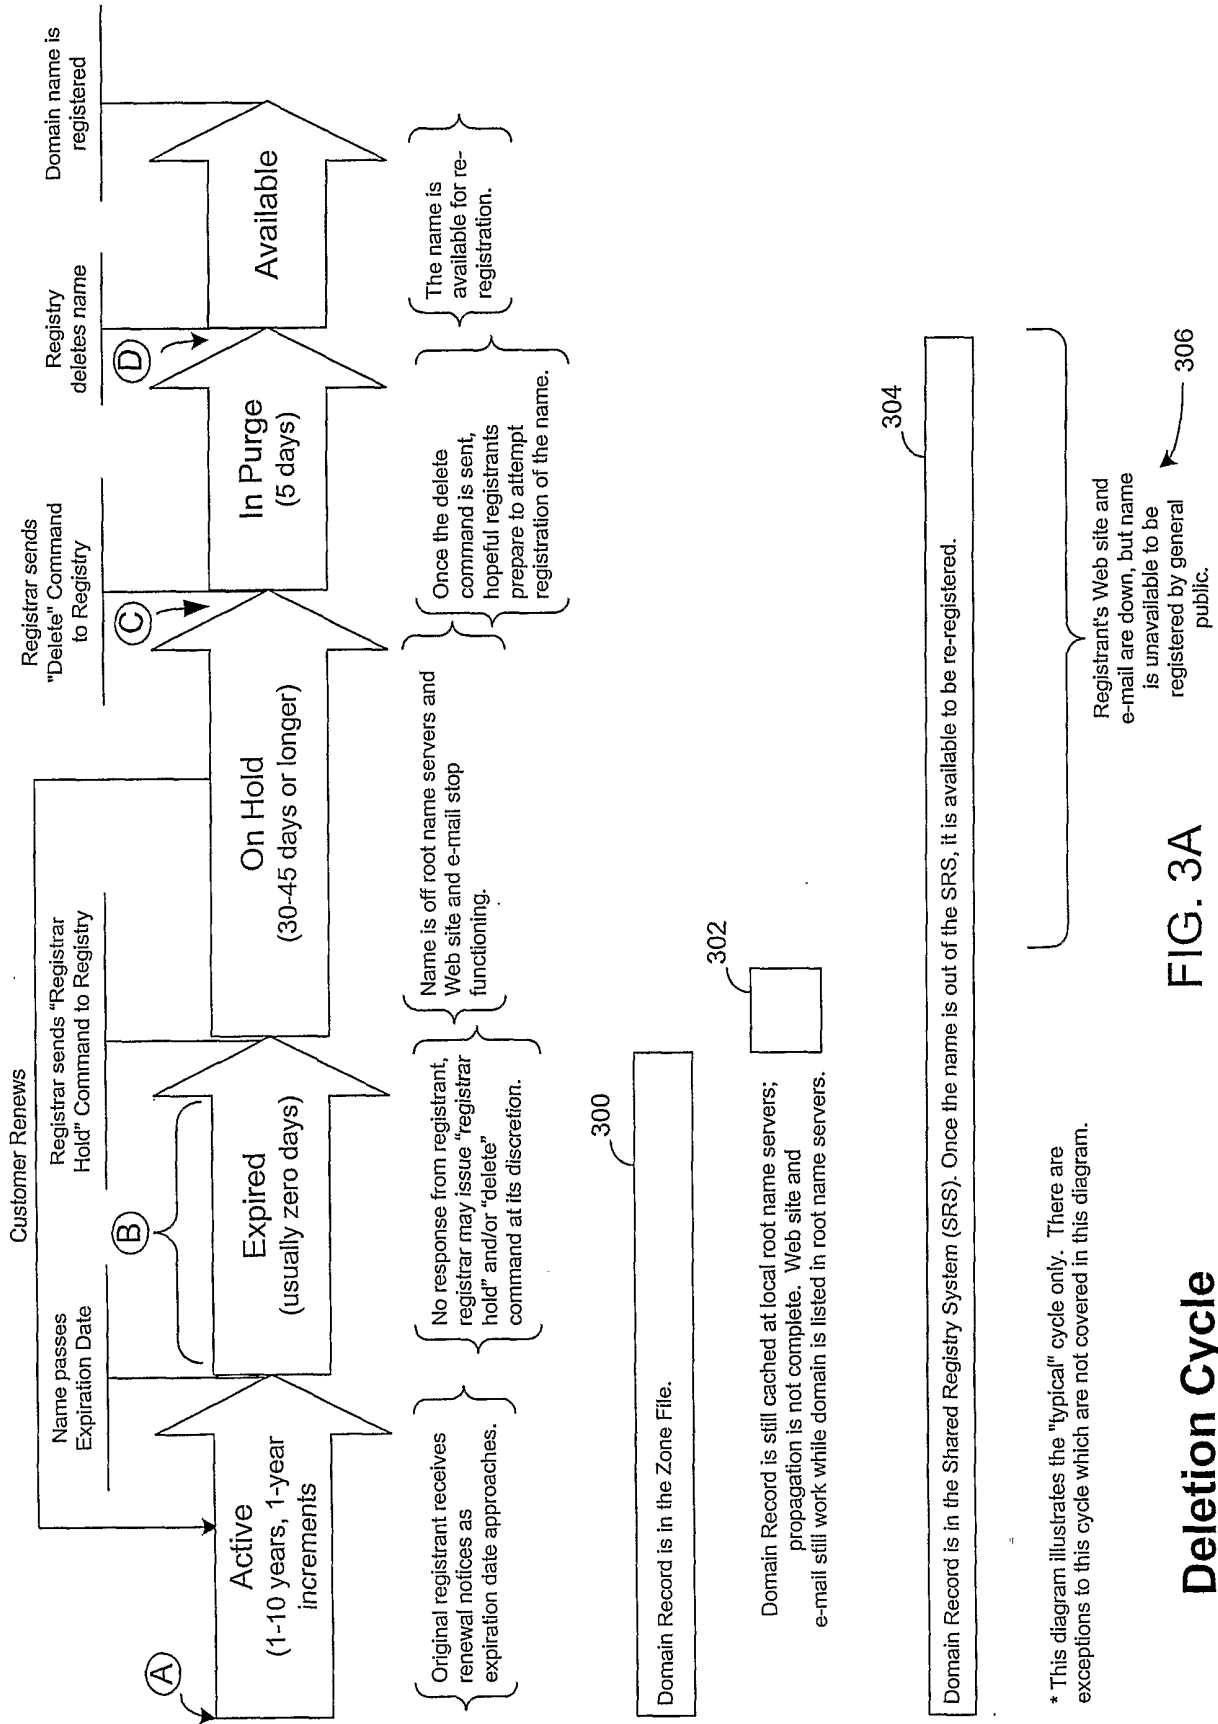 Customer Renews
Name passes
Expiration Date
Registrar sends "Registrar
Hold" Command to Registry
Registrar sends
"Delete" Command
to Registry
Registry
deletes name
Domain name is
registered
A
B
C
D
Active
(1-10 years, 1-year
increments
Expired
(usually zero days)
On Hold
(30-45 days or longer)
In Purge
(5 days)
Available
Original registrant receives
renewal notices as
expiration date approaches.
No response from registrant,
registrar may issue "registrar
hold" and/or "delete"
command at its discretion.
Name is off root name servers and
Web site and e-mail stop
functioning.
Once the delete
command is sent,
hopeful registrants
prepare to attempt
registration of the name.
The name is
available for re-
registration.
300
Domain Record is in the Zone File.
302
Domain Record is still cached at local root name servers;
propagation is not complete. Web site and
e-mail still work while domain is listed in root name servers.
304
Domain Record is in the Shared Registry System (SRS). Once the name is out of the SRS, it is available to be re-registered.
Registrant's Web site and
e-mail are down, but name
is unavailable to be
registered by general
public.
306
* This diagram illustrates the "typical" cycle only. There are
exceptions to this cycle which are not covered in this diagram.
Deletion Cycle
FIG. 3A